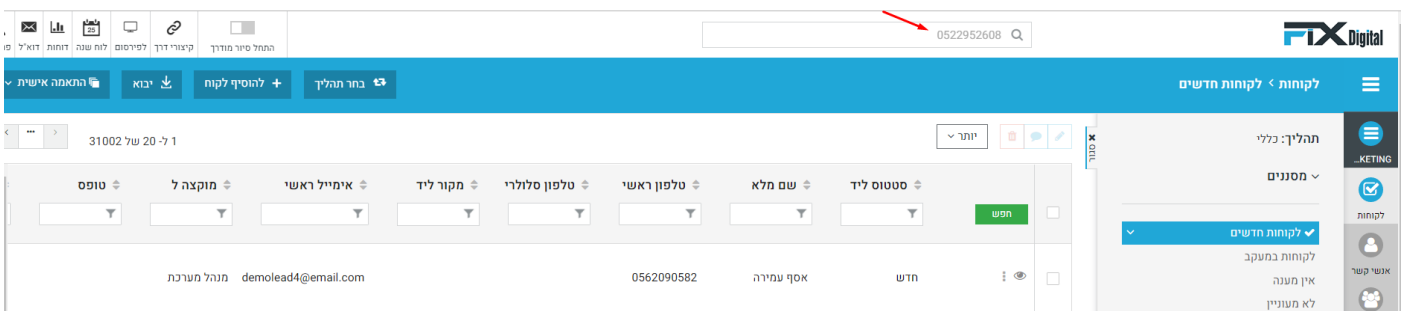 FIX Digital
0522952608
התחל סיור מודרך
קיצורי דרך
לפירסום
לוח שנה
25
דוחות
דוא"ל
לקוחות > לקוחות חדשים
בחר תהליך
להוסיף לקוח +
יבוא
התאמה אישית
KETING...
לקוחות
אנשי קשר
תהליך: כללי
מסננים
לקוחות חדשים
לקוחות במעקב
אין מענה
לא מעוניין
סגור
יותר
1 ל- 20 של 31002
סטטוס ליד
שם מלא
טלפון ראשי
טלפון סלולרי
מקור ליד
אימייל ראשי
מוקצה ל
טופס
חפש
חדש
אסף עמירה
0562090582
demolead4@email.com
מנהל מערכת